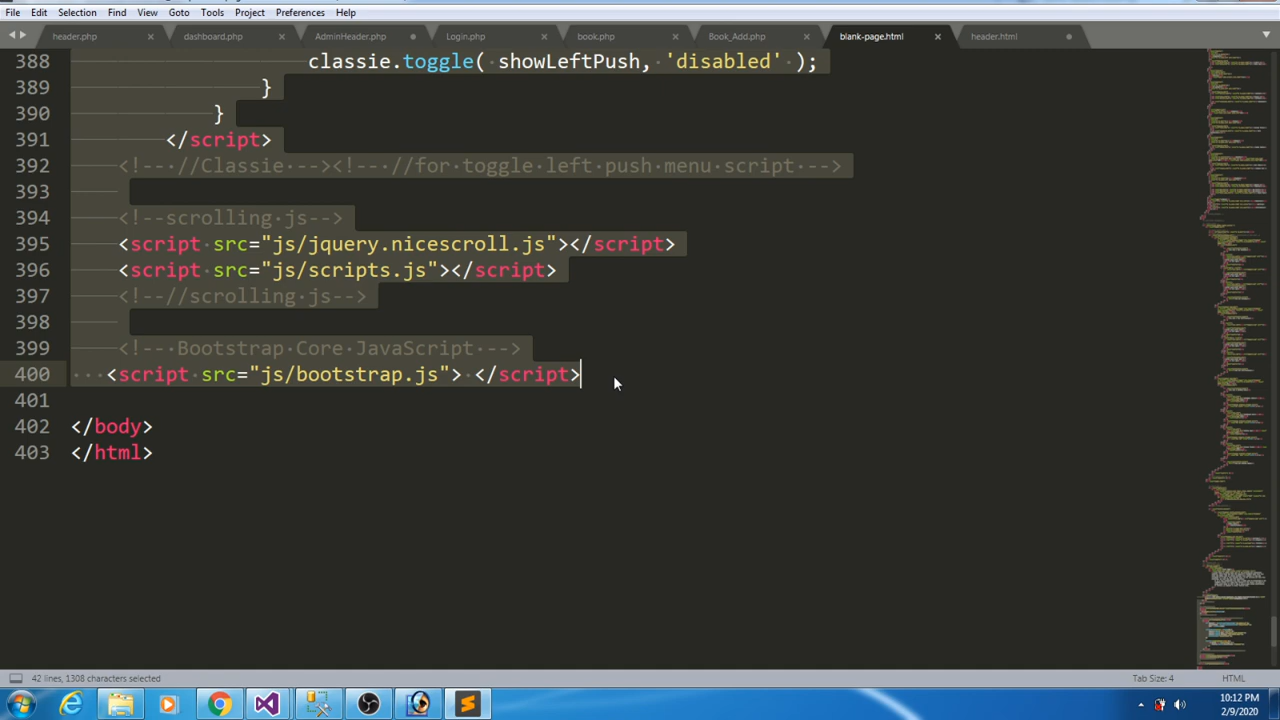 File Edit Selection Find View Goto Tools Project Preferences Help
header.php dashboard.php AdminHeader.php Login.php book.php Book_Add.php blank-page.html header.html
388 classie.toggle( showLeftPush, 'disabled' );
389 }
390 }
391 </script>
392 <!-- //Classie --><!-- //for toggle left push menu script -->
393
394 <!--scrolling js-->
395 <script src="js/jquery.nicescroll.js"></script>
396 <script src="js/scripts.js"></script>
397 <!--//scrolling js-->
398
399 <!-- Bootstrap Core JavaScript -->
400 <script src="js/bootstrap.js"> </script>
401
402 </body>
403 </html>
42 lines, 1308 characters selected Tab Size: 4 HTML
10:12 PM
2/9/2020